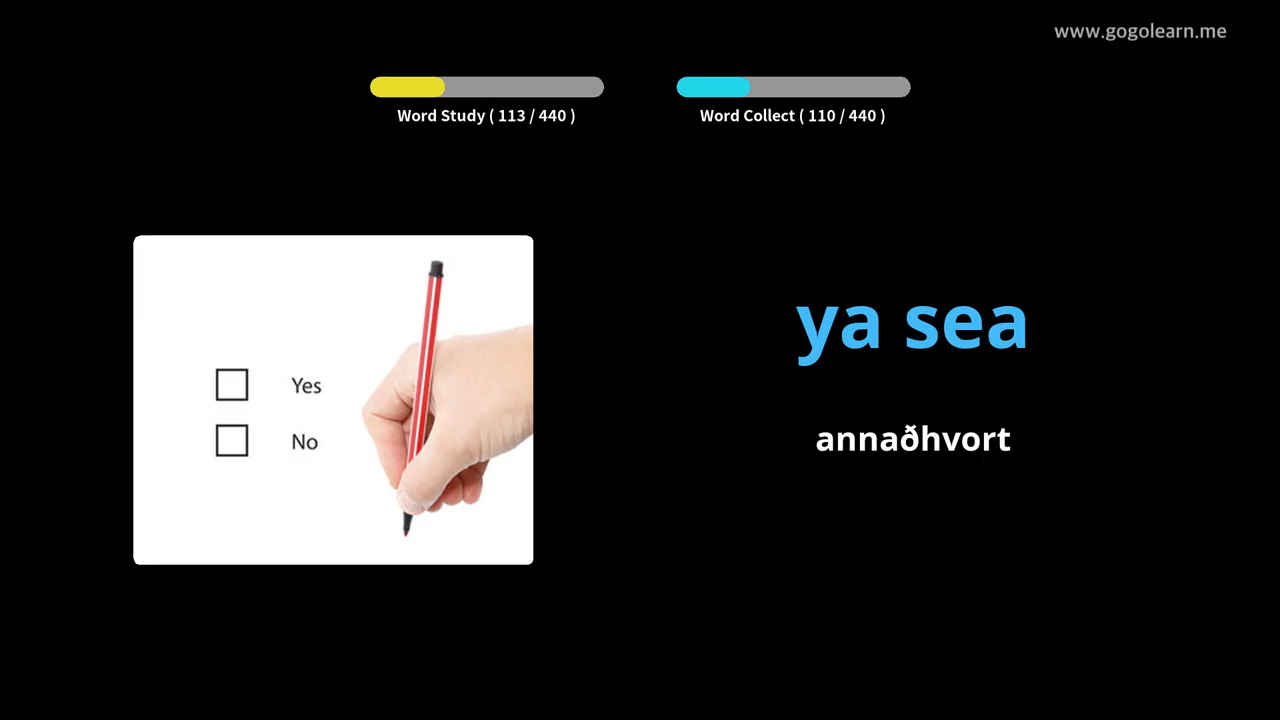 www.gogolearn.me
Word Study ( 113 / 440 )
Word Collect ( 110 / 440 )
Yes
No
ya sea
annaðhvort